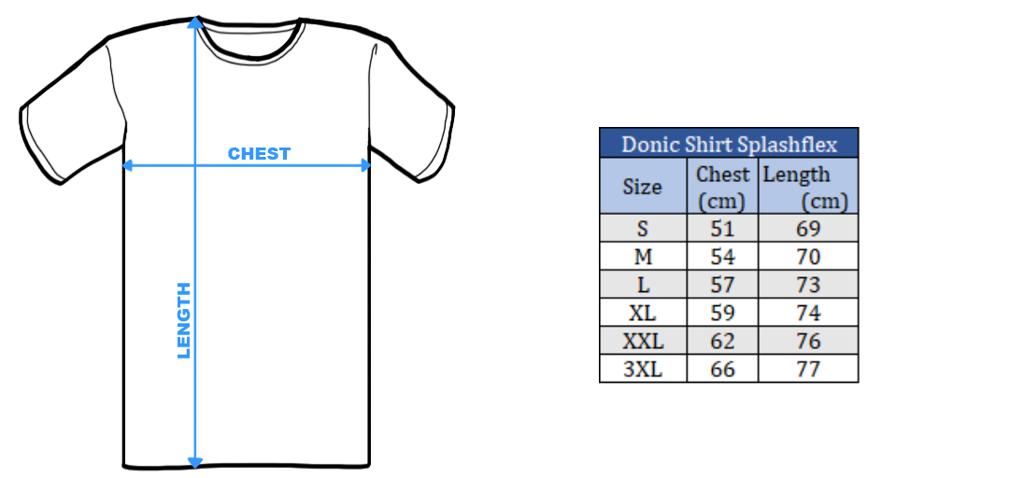 CHEST
LENGTH
Donic Shirt Splashflex
Size Chest (cm) Length (cm)
S 51 69
M 54 70
L 57 73
XL 59 74
XXL 62 76
3XL 66 77